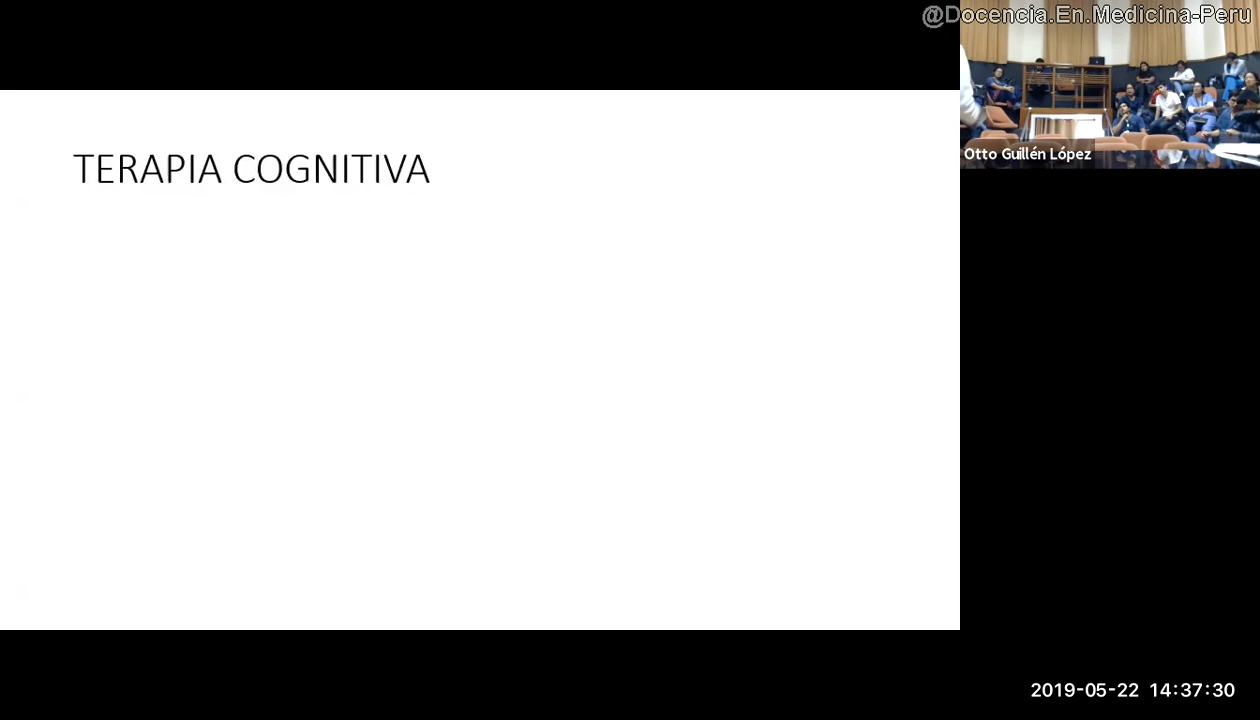 @Docencia.En.Medicina-Peru
TERAPIA COGNITIVA
Otto Guillén López
2019-05-22 14:37:30